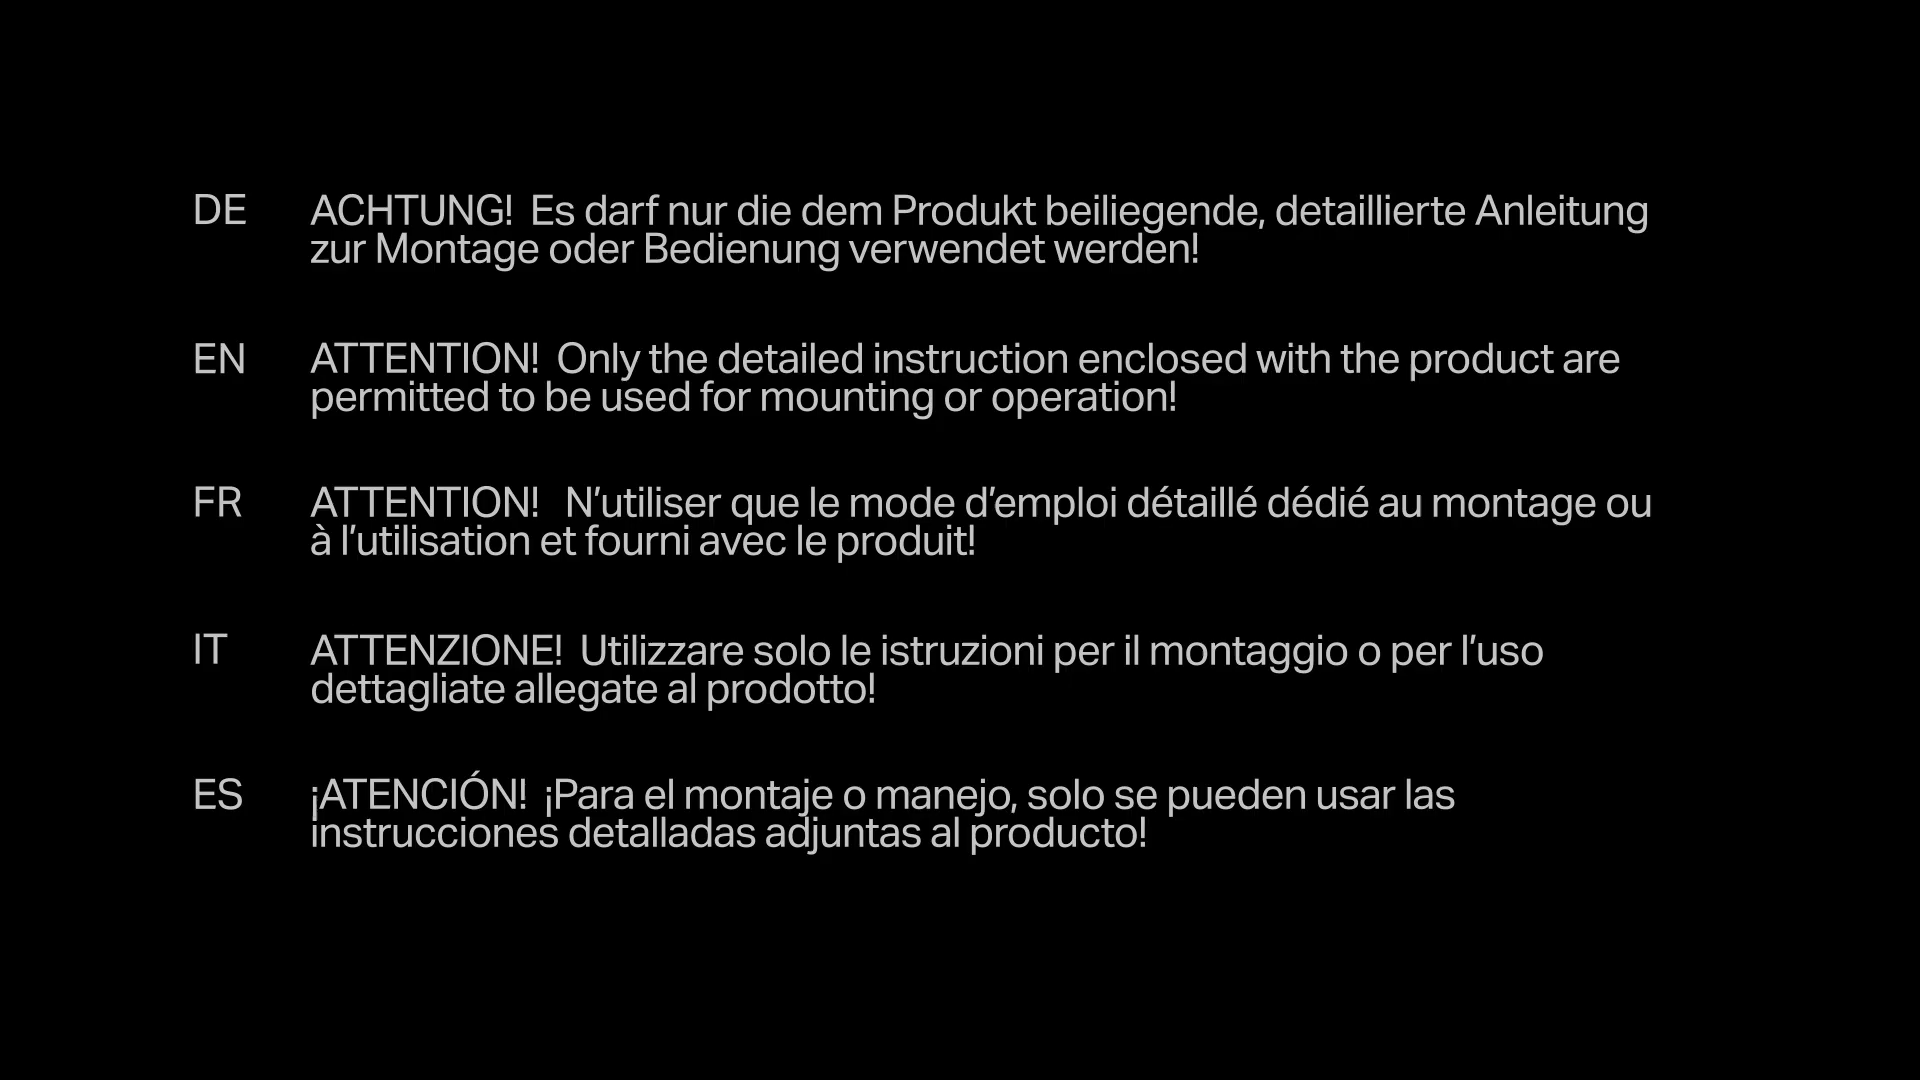 DE ACHTUNG! Es darf nur die dem Produkt beiliegende, detaillierte Anleitung
zur Montage oder Bedienung verwendet werden!
EN ATTENTION! Only the detailed instruction enclosed with the product are
permitted to be used for mounting or operation!
FR ATTENTION! N’utiliser que le mode d’emploi détaillé dédié au montage ou
à l’utilisation et fourni avec le produit!
IT ATTENZIONE! Utilizzare solo le istruzioni per il montaggio o per l’uso
dettagliate allegate al prodotto!
ES ¡ATENCIÓN! ¡Para el montaje o manejo, solo se pueden usar las
instrucciones detalladas adjuntas al producto!